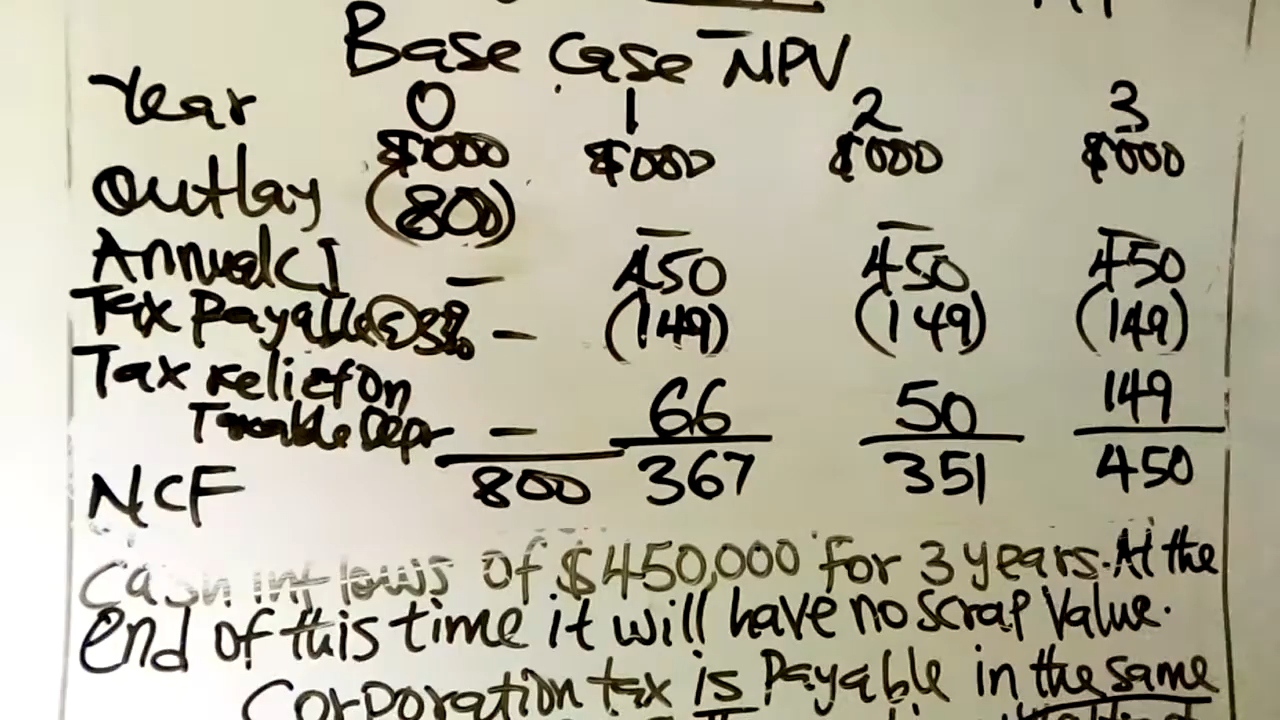 Base Case NPV
Year 0 1 2 3
$'000 $'000 $'000 $'000
Outlay (800) — — —
Annual CI — 450 450 450
Tax Payable — (149) (149) (149)
Tax relief On
Taxable Depr — 66 50 149
NCF 800 367 351 450
Cash inflows of $450,000 for 3 years. At the
end of this time it will have no scrap value.
Corporation tax is payable in the same